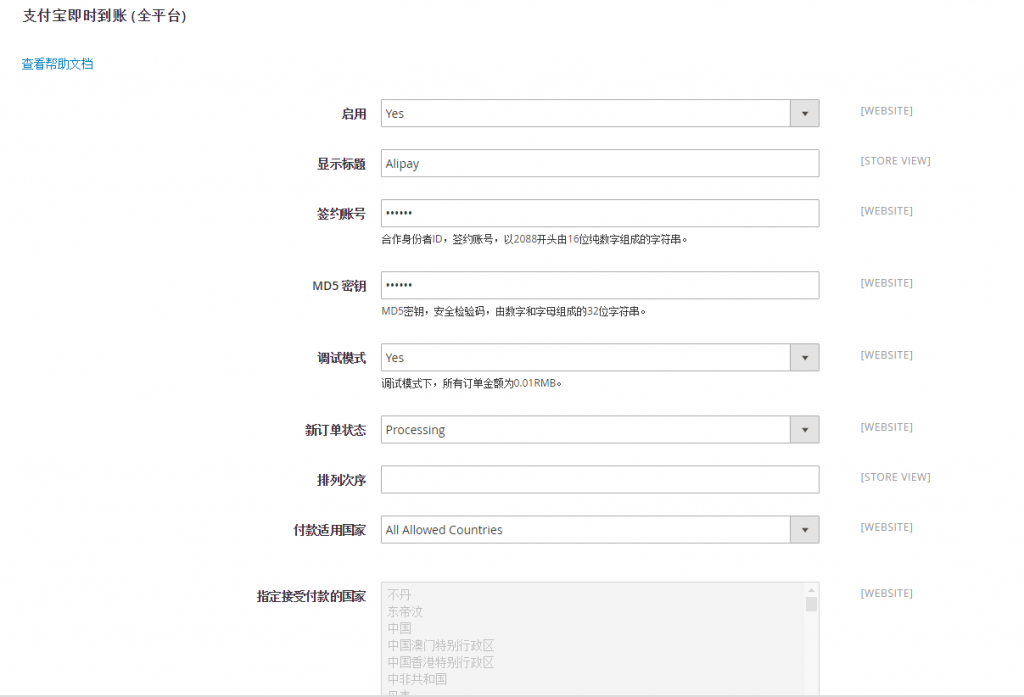 支付宝即时到账 (全平台)
查看帮助文档
启用 Yes [WEBSITE]
显示标题 Alipay [STORE VIEW]
签约账号 •••••• [WEBSITE]
合作身份者ID，签约账号，以2088开头由16位纯数字组成的字符串。
MD5 密钥 •••••• [WEBSITE]
MD5密钥，安全检验码，由数字和字母组成的32位字符串。
调试模式 Yes [WEBSITE]
调试模式下，所有订单金额为0.01RMB。
新订单状态 Processing [WEBSITE]
排列次序 [STORE VIEW]
付款适用国家 All Allowed Countries [WEBSITE]
指定接受付款的国家 不丹 [WEBSITE]
东帝汶
中国
中国澳门特别行政区
中国香港特别行政区
中非共和国